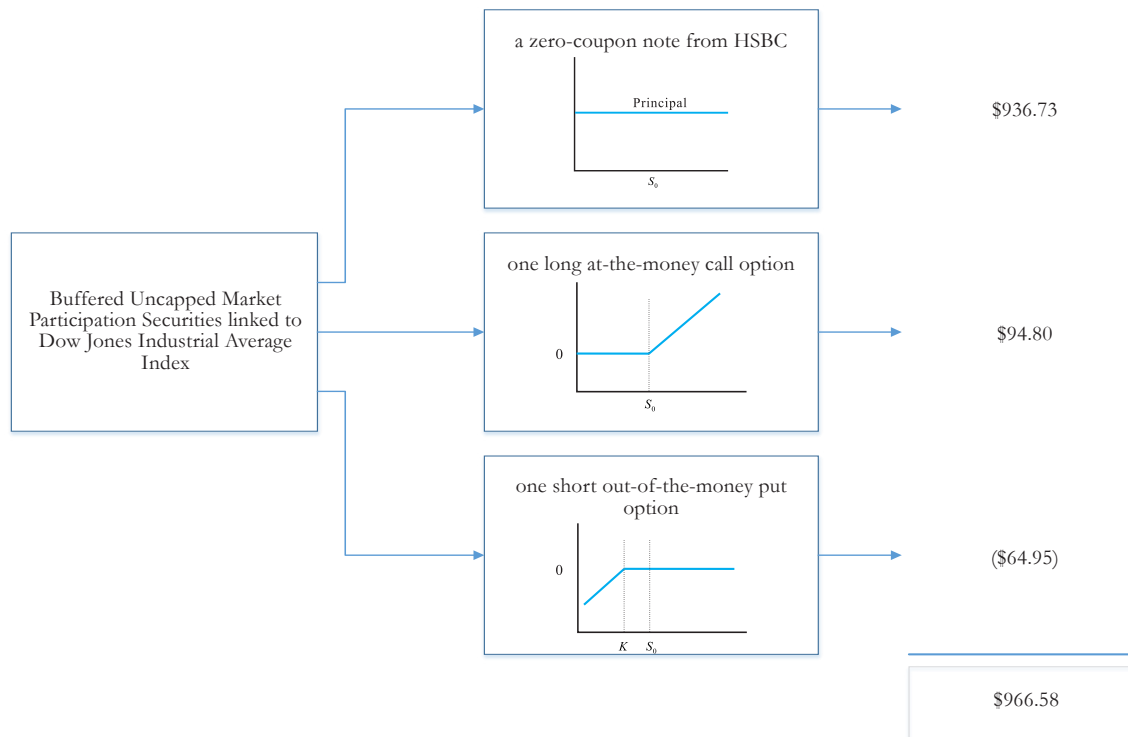 a zero-coupon note from HSBC
Principal
S₀
$936.73
Buffered Uncapped Market
Participation Securities linked to
Dow Jones Industrial Average
Index
one long at-the-money call option
0
S₀
$94.80
one short out-of-the-money put
option
0
K S₀
($64.95)
$966.58